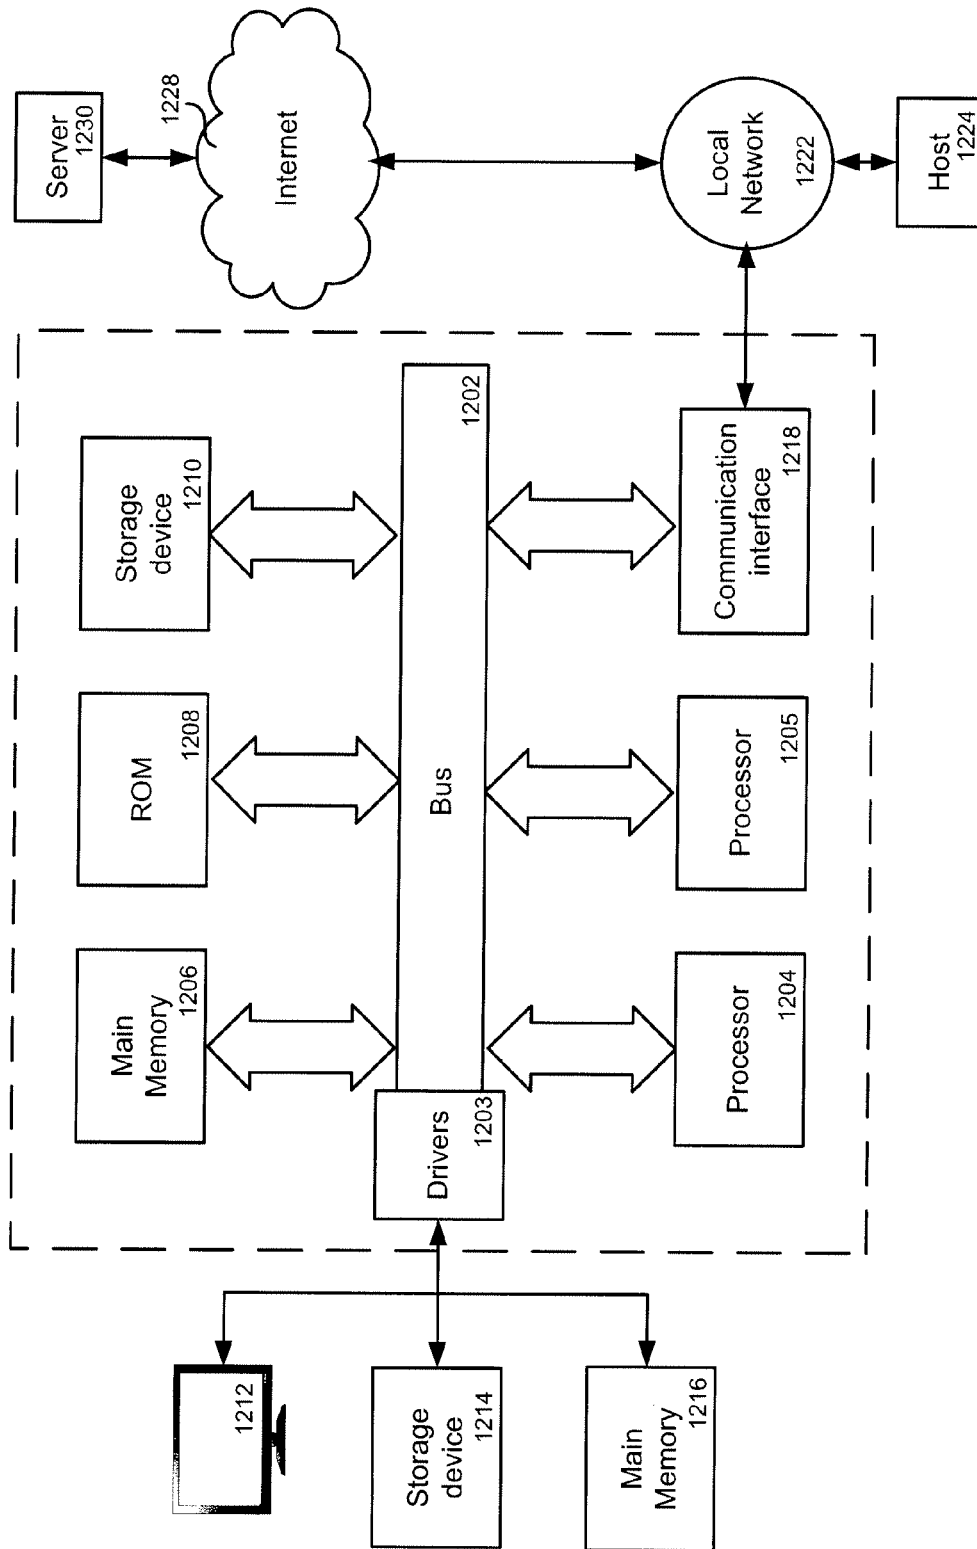 1212
Storage
device
1214
Main
Memory
1216
Main
Memory
1206
ROM
1208
Storage
device
1210
Drivers
1203
Bus
1202
Processor
1204
Processor
1205
Communication
interface
1218
Server
1230
1228
Internet
Local
Network
1222
Host
1224